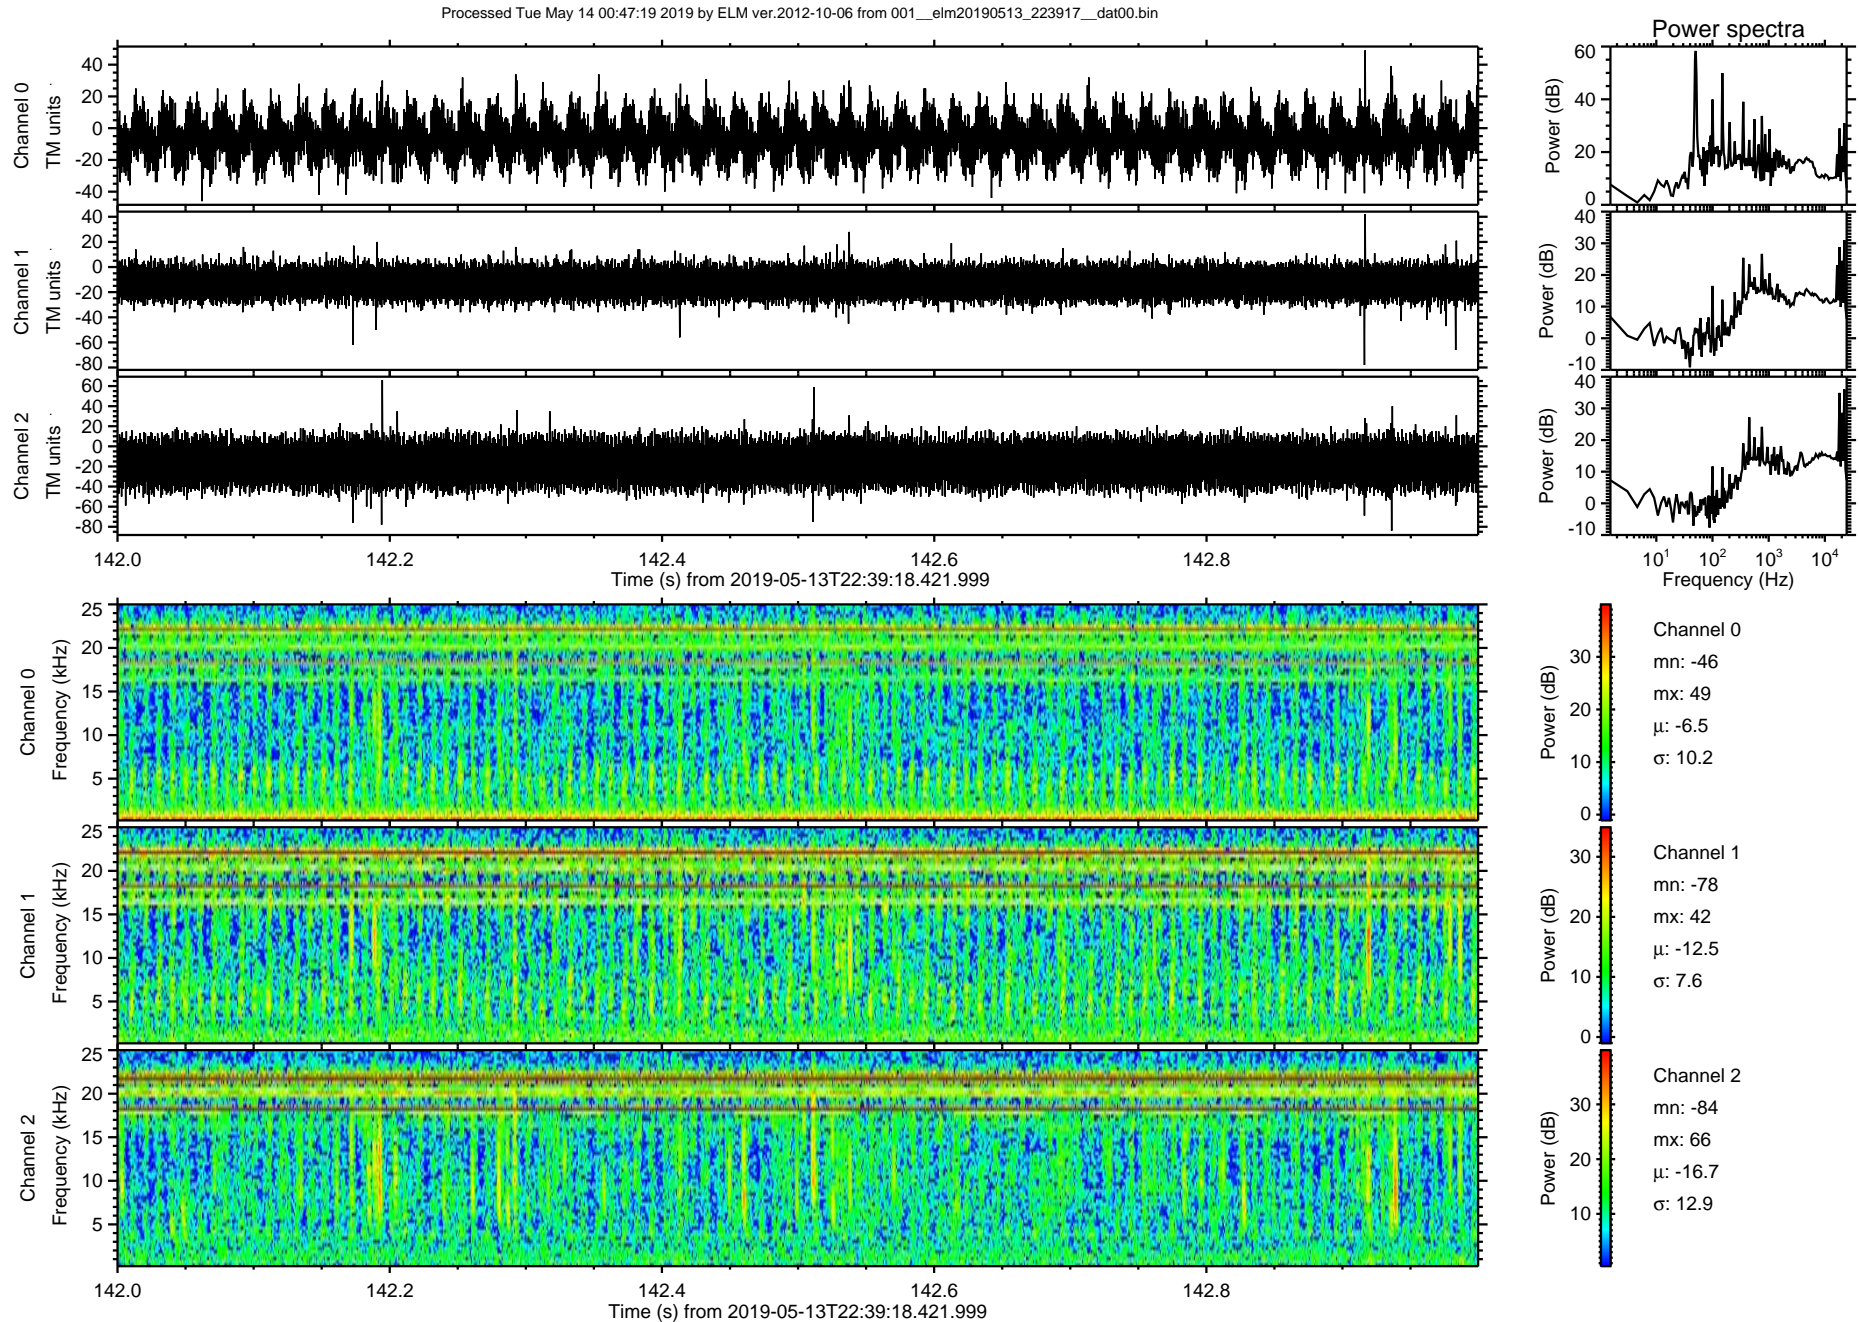 Processed Tue May 14 00:47:19 2019 by ELM ver.2012-10-06 from 001__elm20190513_223917__dat00.bin
Power spectra
Channel 0
TM units
40
20
0
-20
-40
Power (dB)
60
40
20
0
Channel 1
TM units
40
20
0
-20
-40
-60
-80
Power (dB)
40
30
20
10
0
-10
Channel 2
TM units
60
40
20
0
-20
-40
-60
-80
Power (dB)
40
30
20
10
0
-10
142.0 142.2 142.4 142.6 142.8
Time (s) from 2019-05-13T22:39:18.421.999
10^1 10^2 10^3 10^4
Frequency (Hz)
Channel 0
Frequency (kHz)
25
20
15
10
5
Power (dB)
30
20
10
0
Channel 0
mn: -46
mx: 49
μ: -6.5
σ: 10.2
Channel 1
Frequency (kHz)
25
20
15
10
5
Power (dB)
30
20
10
0
Channel 1
mn: -78
mx: 42
μ: -12.5
σ: 7.6
Channel 2
Frequency (kHz)
25
20
15
10
5
Power (dB)
30
20
10
Channel 2
mn: -84
mx: 66
μ: -16.7
σ: 12.9
142.0 142.2 142.4 142.6 142.8
Time (s) from 2019-05-13T22:39:18.421.999